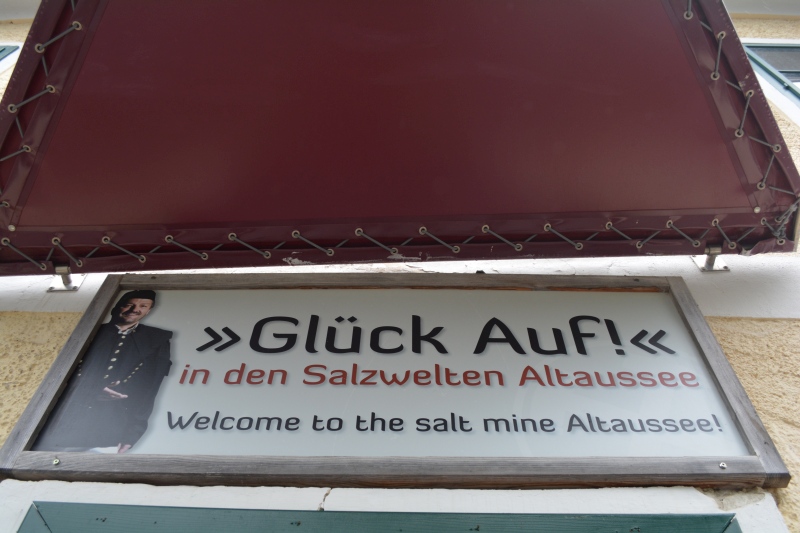 »Glück Auf!«
in den Salzwelten Altaussee
Welcome to the salt mine Altaussee!